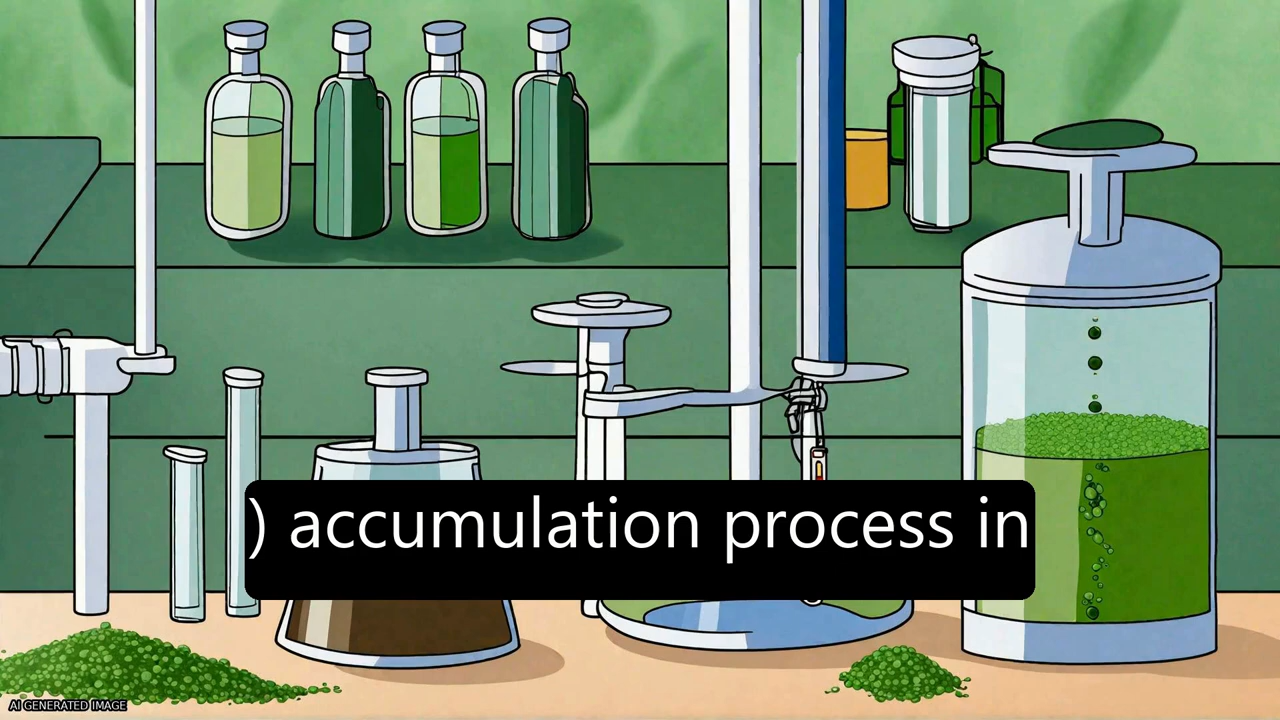 ) accumulation process in
AI GENERATED IMAGE